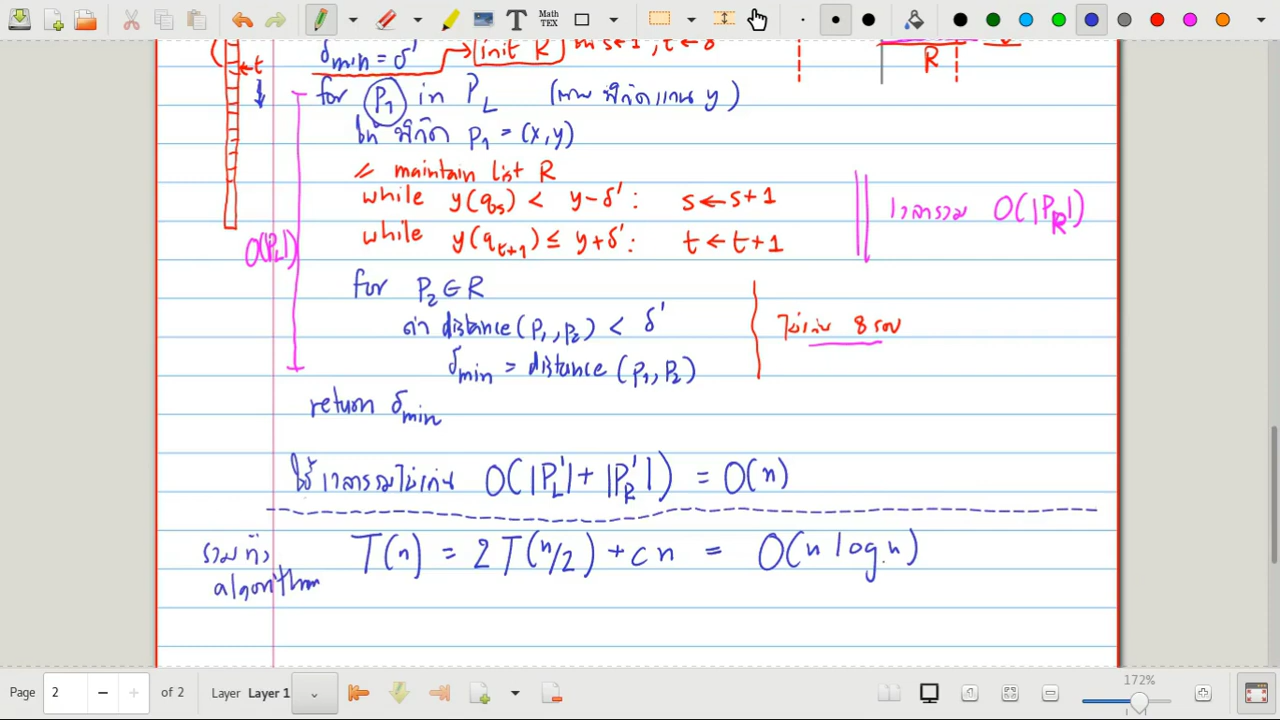 Math
TEX
δmin = δ' init R s←1, t←0
R
t
for P1 in PL (ตามพิกัดแกน y)
ให้ พิกัด p1 = (x,y)
// maintain list R
while y(qs) < y-δ': s←s+1
while y(qt+1) ≤ y+δ': t←t+1
เวลารวม O(|PR|)
O(|PL|)
for P2 ∈ R
ถ้า distance(p1,p2) < δ'
δmin = distance (p1,p2)
ไม่เกิน 8 รอบ
return δmin
ใช้เวลารวมไม่เกิน O(|PL'| + |PR'|) = O(n)
รวมทั้ง algorithm
T(n) = 2T(n/2) + cn = O(n log n)
Page 2 of 2 Layer Layer 1 172%